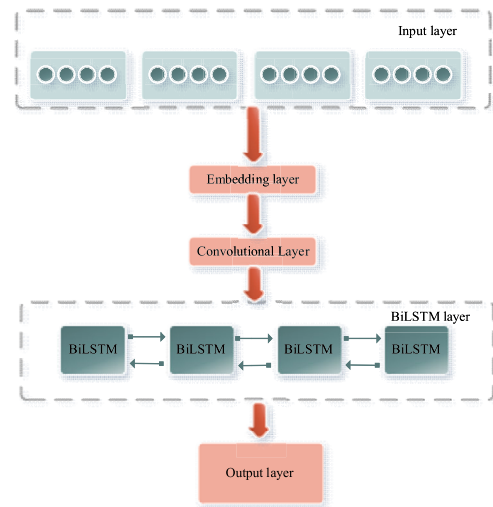 Input layer
Embedding layer
Convolutional Layer
BiLSTM layer
BiLSTM BiLSTM BiLSTM BiLSTM
Output layer